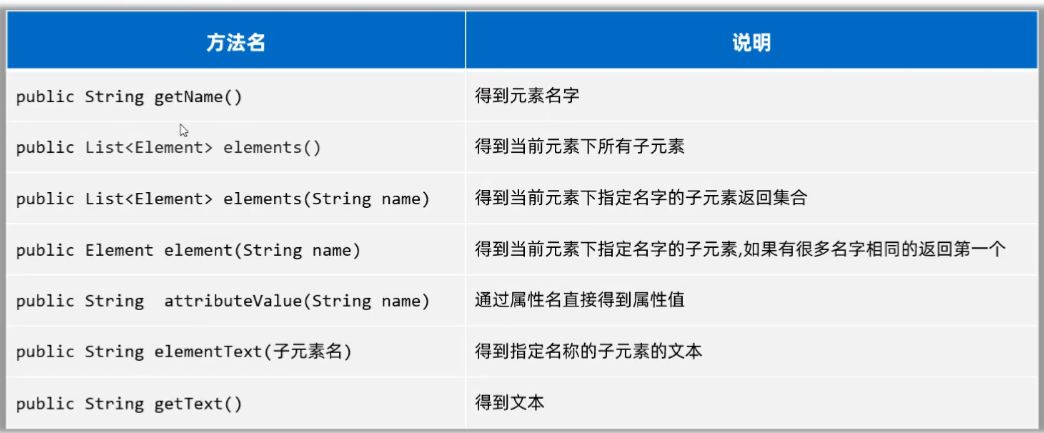 方法名 说明
public String getName() 得到元素名字
public List<Element> elements() 得到当前元素下所有子元素
public List<Element> elements(String name) 得到当前元素下指定名字的子元素返回集合
public Element element(String name) 得到当前元素下指定名字的子元素,如果有很多名字相同的返回第一个
public String  attributeValue(String name) 通过属性名直接得到属性值
public String elementText(子元素名) 得到指定名称的子元素的文本
public String getText() 得到文本